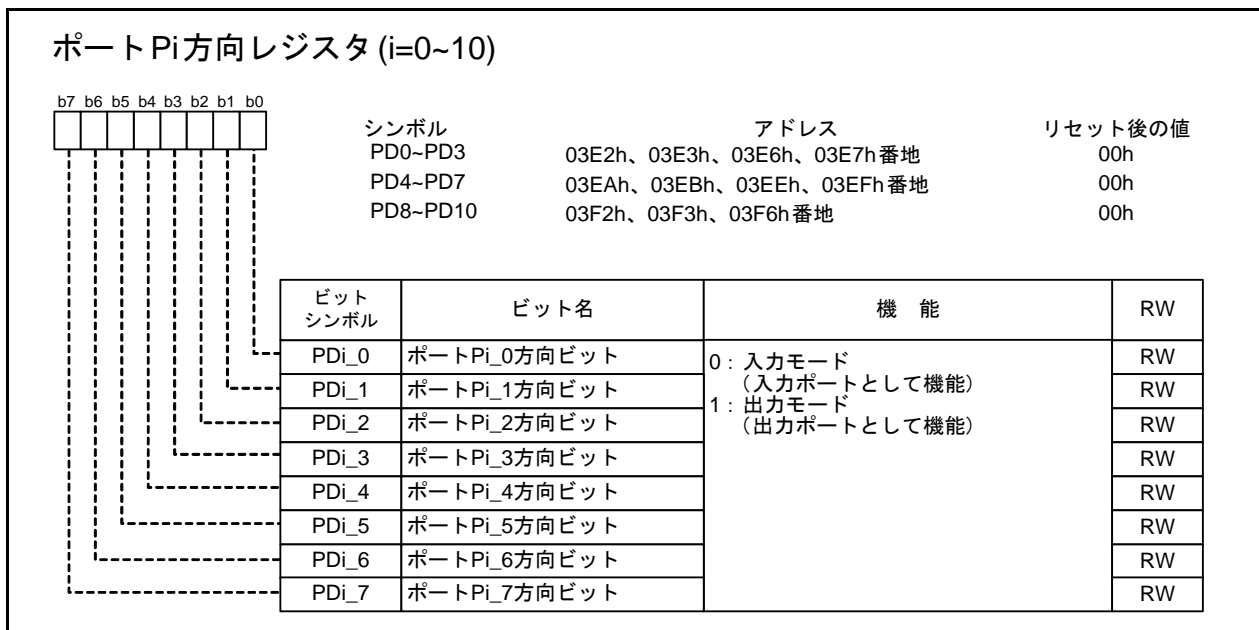 ポートPi方向レジスタ(i=0~10)
b7 b6 b5 b4 b3 b2 b1 b0
シンボル アドレス リセット後の値
PD0~PD3 03E2h、03E3h、03E6h、03E7h番地 00h
PD4~PD7 03EAh、03EBh、03EEh、03EFh番地 00h
PD8~PD10 03F2h、03F3h、03F6h番地 00h
ビット
シンボル ビット名 機 能 RW
PDi_0 ポートPi_0方向ビット 0：入力モード RW
（入力ポートとして機能）
PDi_1 ポートPi_1方向ビット RW
1：出力モード
（出力ポートとして機能）
PDi_2 ポートPi_2方向ビット RW
PDi_3 ポートPi_3方向ビット RW
PDi_4 ポートPi_4方向ビット RW
PDi_5 ポートPi_5方向ビット RW
PDi_6 ポートPi_6方向ビット RW
PDi_7 ポートPi_7方向ビット RW